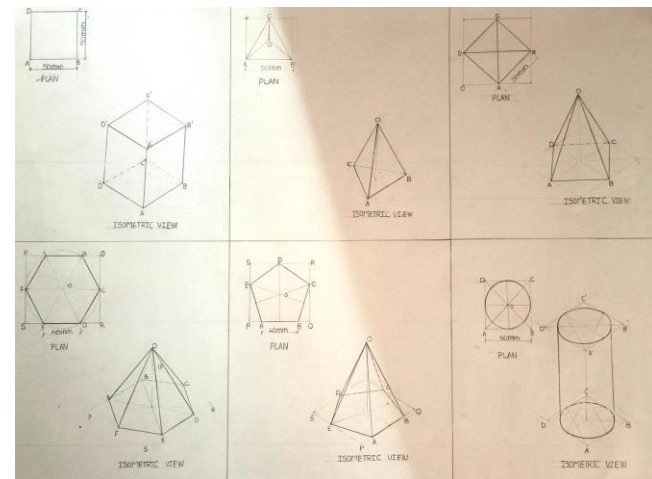 D C
50mm
A B
50mm
PLAN
C'
D' B'
A'
C
D B
A
ISOMETRIC VIEW
C
O
A B
50mm
PLAN
O
C
B
A
ISOMETRIC VIEW
C
D B
O A
50mm
PLAN
O
D C
A B
ISOMETRIC VIEW
P A B Q
F O C
S E D R
40mm
PLAN
O
A B C
P F E D R
S
ISOMETRIC VIEW
S D R
E C
O
P A B Q
40mm
PLAN
O
D C
S E A B Q
P
ISOMETRIC VIEW
D C
O
A B
50mm
PLAN
C'
D' B'
A'
C
D B
A
ISOMETRIC VIEW